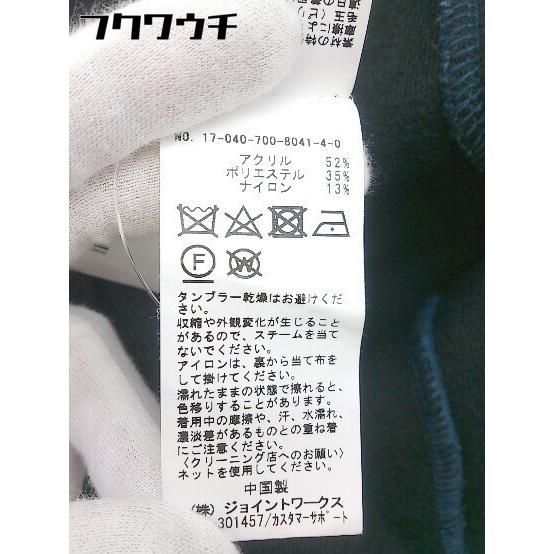 フクワウチ
NO. 17-040-700-8041-4-0
アクリル 52%
ポリエステル 35%
ナイロン 13%
F
W
タンブラー乾燥はお避けくだ
さい。
収縮や外観変化が生じること
があるので、スチームを当て
ないでください。
アイロンは、裏から当て布を
して掛けてください。
濡れたままの状態で擦れると、
色移りすることがあります。
着用中の摩擦や、汗、水濡れ、
濃淡差があるものとの重ね着
にご注意ください。
〈クリーニング店へのお願い〉
ネットを使用してください。
中国製
(株) ジョイントワークス
301457/カスタマーサポート